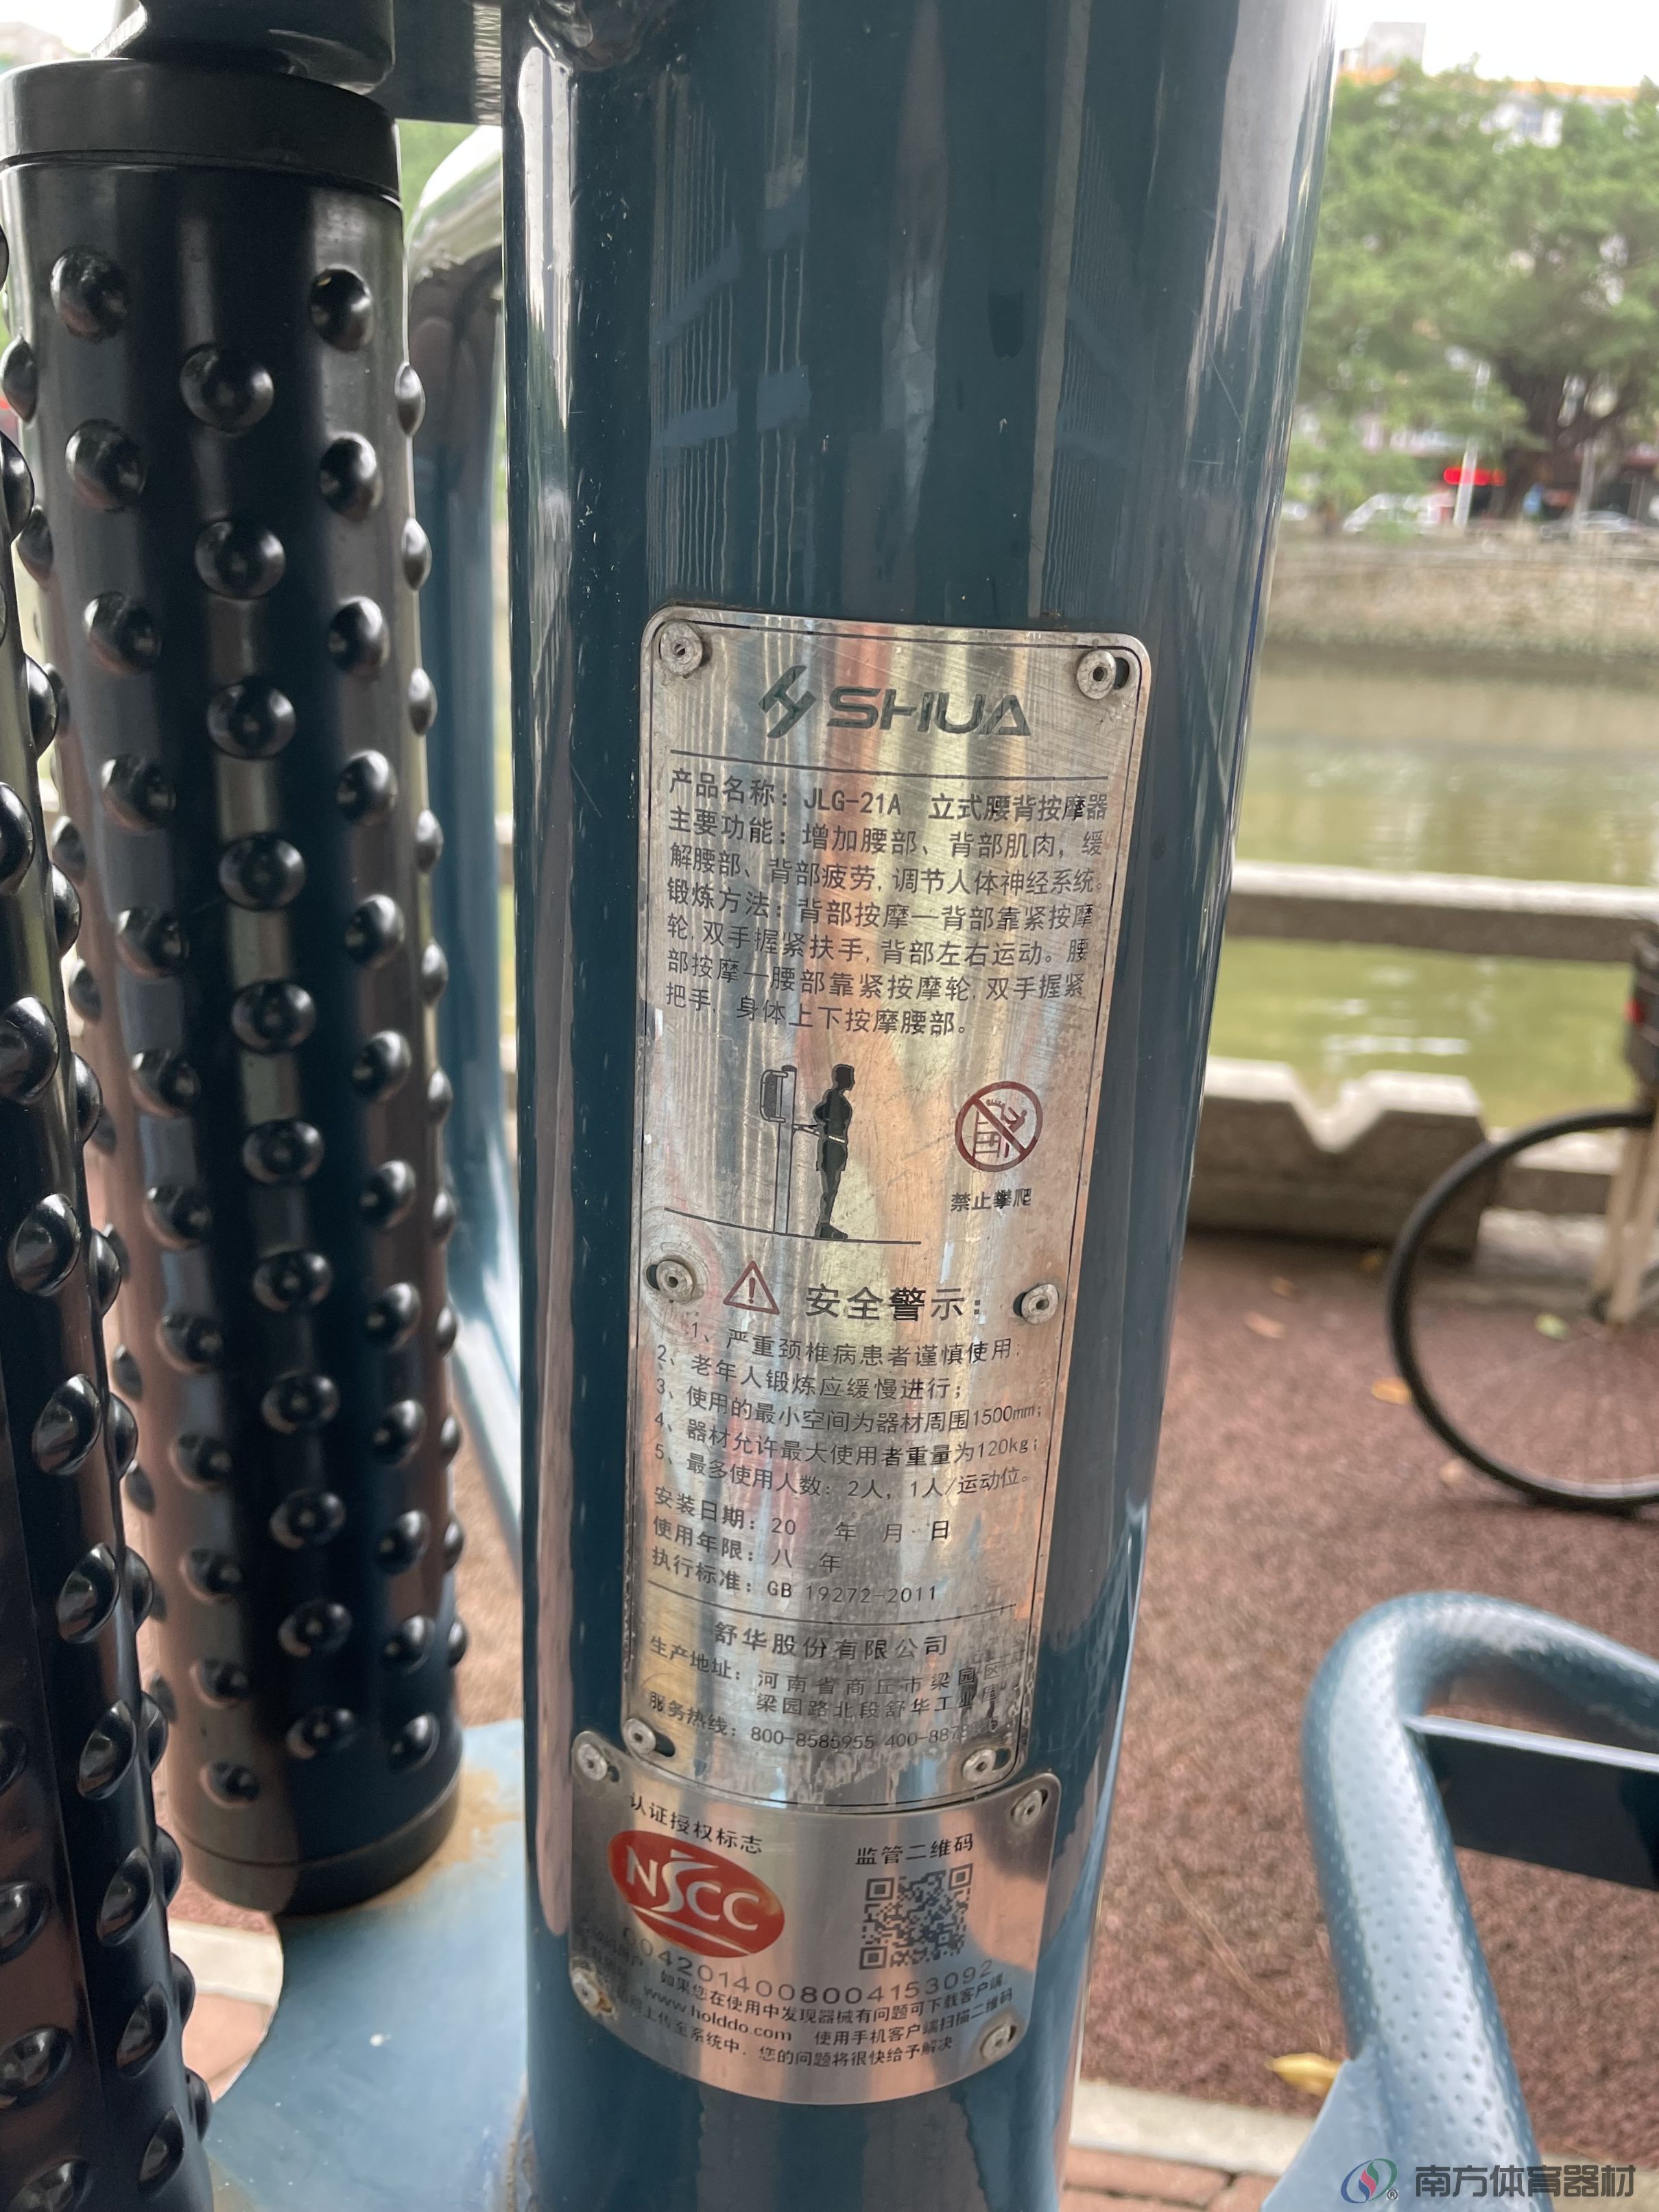 SHUA
产品名称：JLG-21A 立式腰背按摩器
主要功能：增加腰部、背部肌肉，缓
解腰部、背部疲劳，调节人体神经系统。
锻炼方法：背部按摩—背部靠紧按摩
轮，双手握紧扶手，背部左右运动。腰
部按摩—腰部靠紧按摩轮，双手握紧
把手，身体上下按摩腰部。
禁止攀爬
安全警示：
1、严重颈椎病患者谨慎使用；
2、老年人锻炼应缓慢进行；
3、使用的最小空间为器材周围1500mm；
4、器材允许最大使用者重量为120kg；
5、最多使用人数：2人，1人/运动位。
安装日期：20 年 月 日
使用年限：八 年
执行标准：GB 19272-2011
舒华股份有限公司
生产地址：河南省商丘市梁园区
梁园路北段舒华工业
服务热线：800-8585955
认证授权标志
监管二维码
NSCC
0042014008004153092
如果您在使用中发现器械有问题可下载客户端
www.holddo.com 使用手机客户端扫描二维码
上传至系统中，您的问题将很快给予解决
南方体育器材